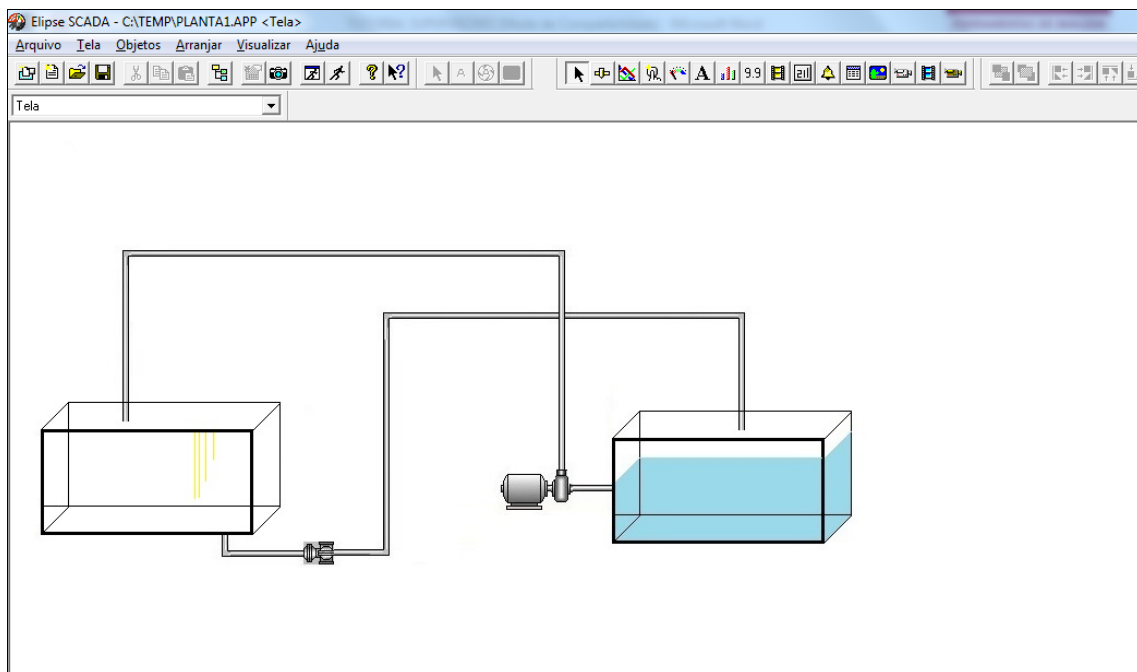 Elipse SCADA - C:\TEMP\PLANTA1.APP <Tela>
Arquivo Tela Objetos Arranjar Visualizar Ajuda
A A 9.9
Tela